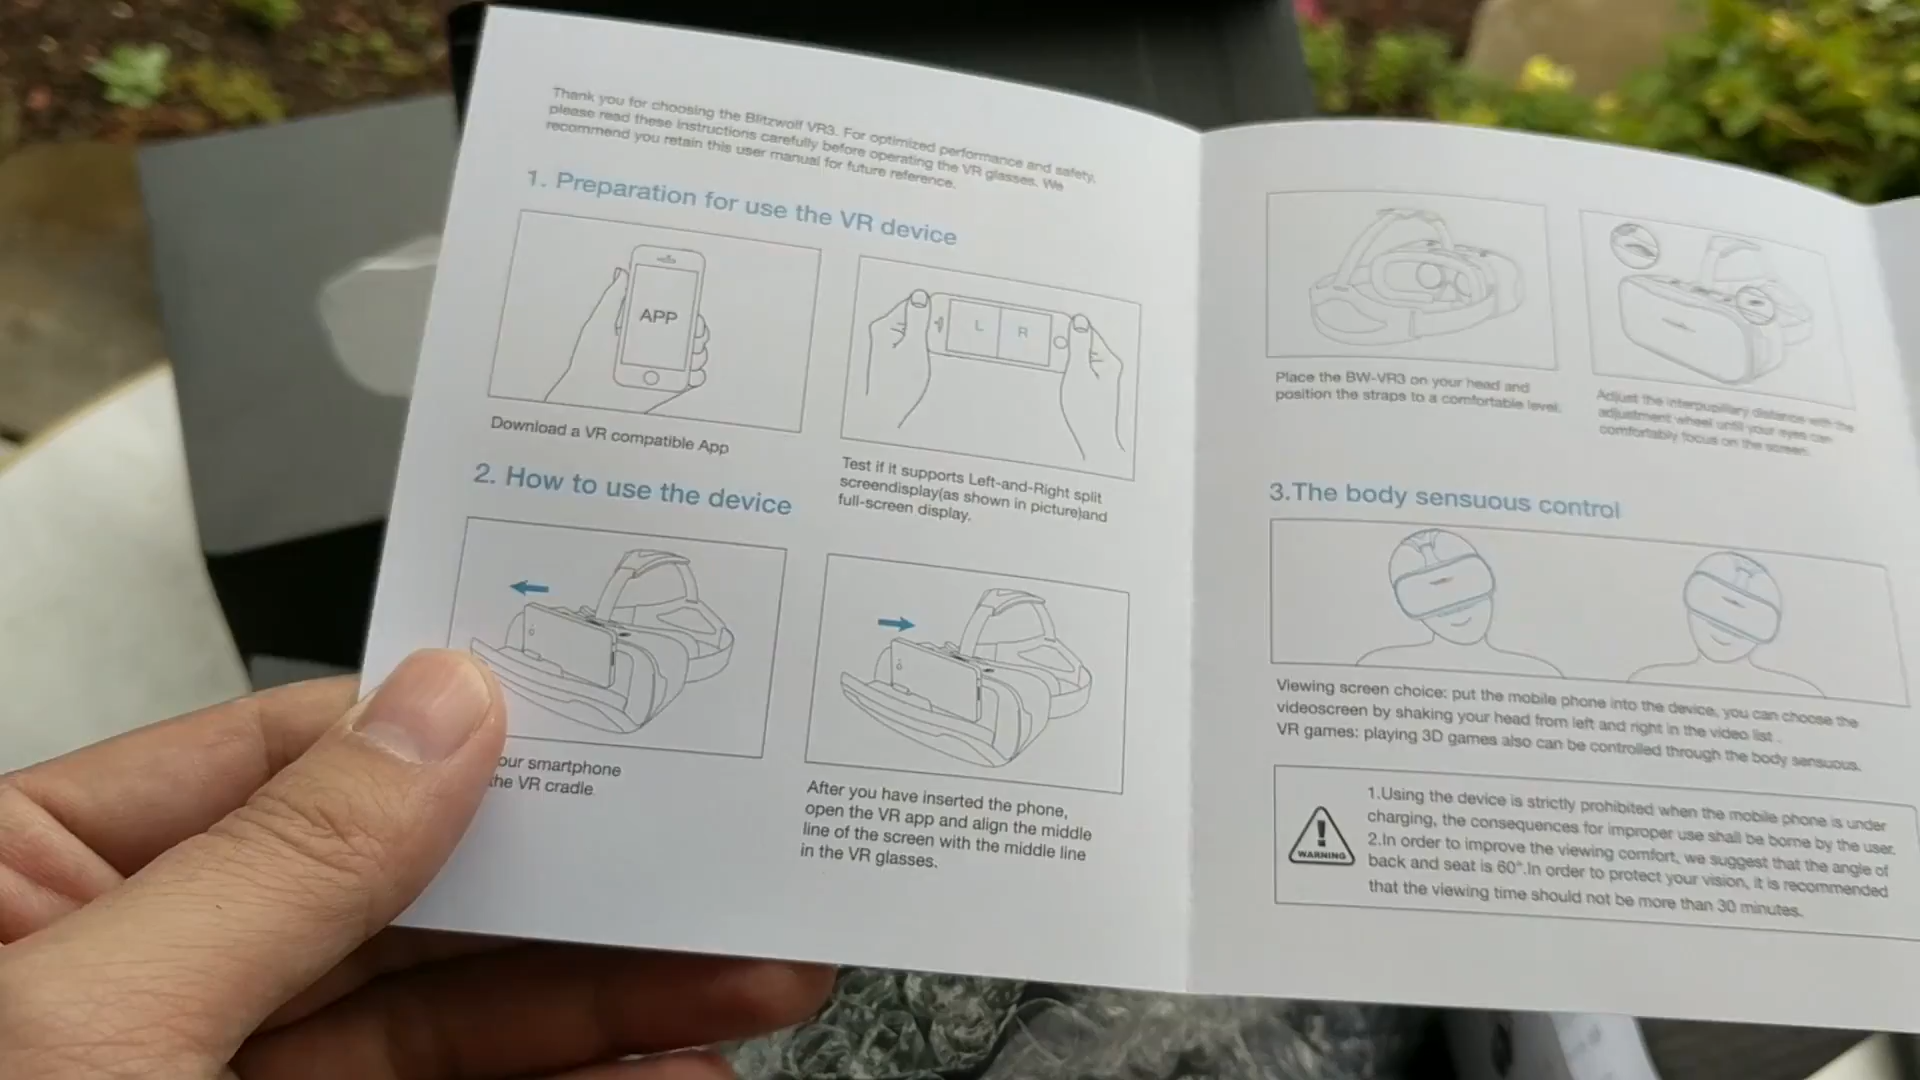 Thank you for choosing the Blitzwolf VR3. For optimized performance and safety,
please read these instructions carefully before operating the VR glasses. We
recommend you retain this user manual for future reference.
1. Preparation for use the VR device
APP
L R
Download a VR compatible App
Test if it supports Left-and-Right split
screendisplay(as shown in picture)and
full-screen display.
2. How to use the device
our smartphone
the VR cradle
After you have inserted the phone,
open the VR app and align the middle
line of the screen with the middle line
in the VR glasses.
Place the BW-VR3 on your head and
position the straps to a comfortable level.
Adjust the interpupillary distance with the
adjustment wheel until your eyes can
comfortably focus on the screen.
3.The body sensuous control
Viewing screen choice: put the mobile phone into the device, you can choose the
videoscreen by shaking your head from left and right in the video list .
VR games: playing 3D games also can be controlled through the body sensuous.
WARNING
1.Using the device is strictly prohibited when the mobile phone is under
charging, the consequences for improper use shall be borne by the user.
2.In order to improve the viewing comfort, we suggest that the angle of
back and seat is 60°.In order to protect your vision, it is recommended
that the viewing time should not be more than 30 minutes.